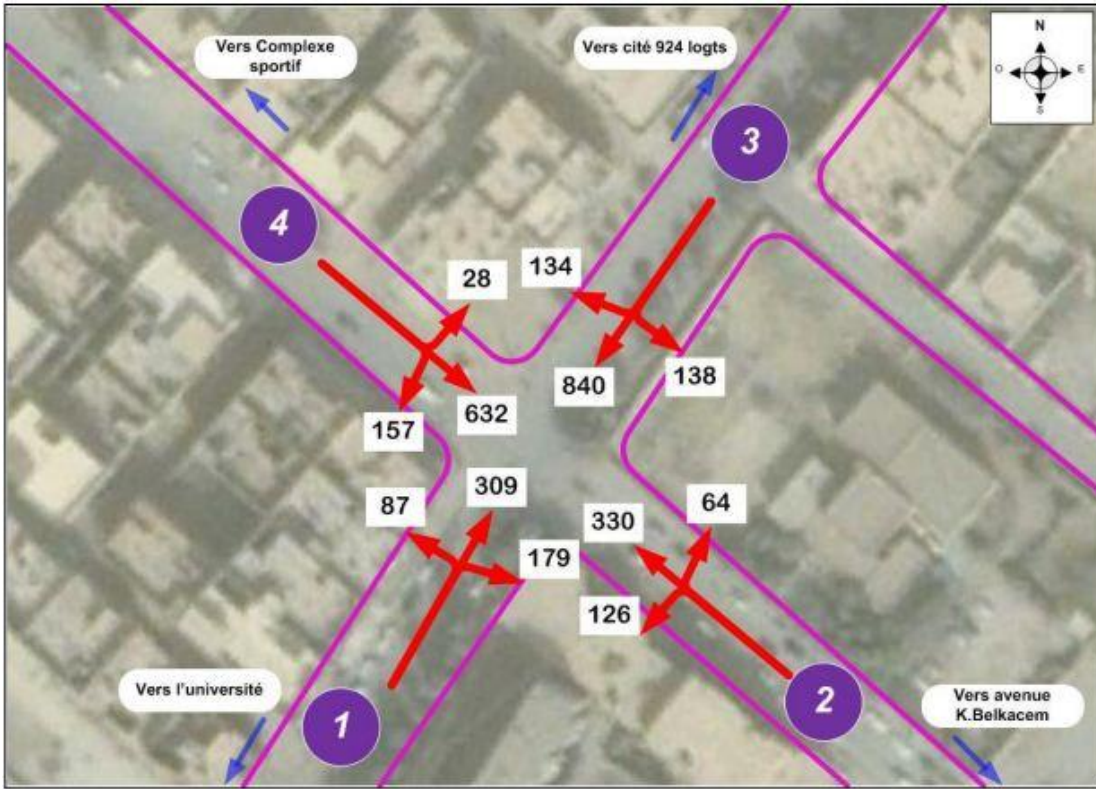 Vers Complexe
sportif
Vers cité 924 logts
N
O
E
S
3
4
28
134
840
138
157
632
87
309
179
330
64
126
Vers l'université
1
2
Vers avenue
K.Belkacem